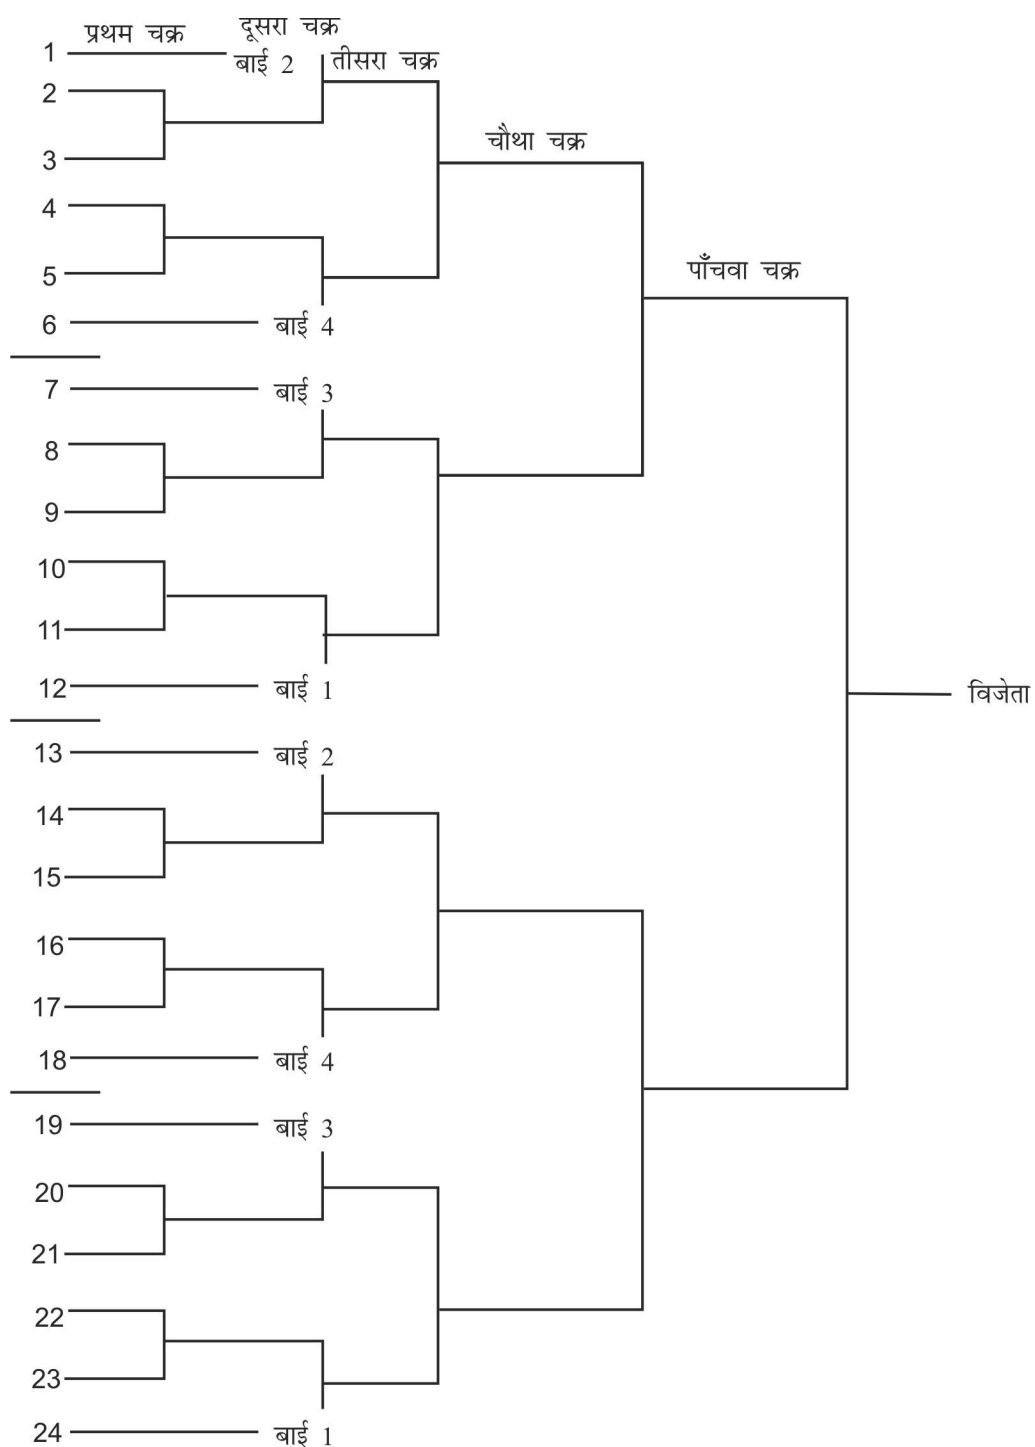 प्रथम चक्र
दूसरा चक्र
1
बाई 2
तीसरा चक्र
2
3
चौथा चक्र
4
5
पाँचवा चक्र
6
बाई 4
7
बाई 3
8
9
10
11
12
बाई 1
विजेता
13
बाई 2
14
15
16
17
18
बाई 4
19
बाई 3
20
21
22
23
24
बाई 1